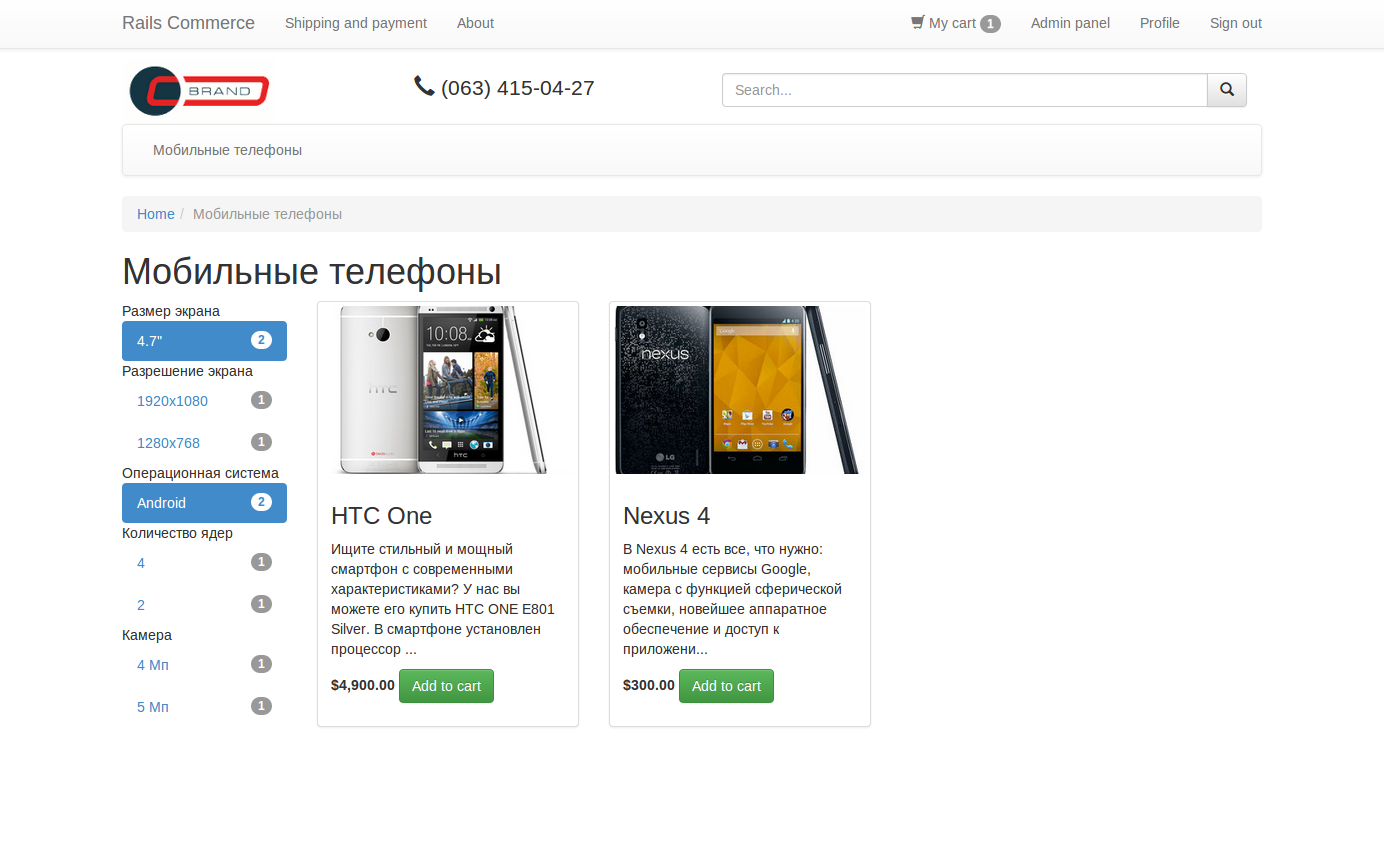 Rails Commerce Shipping and payment About My cart 1 Admin panel Profile Sign out
BRAND (063) 415-04-27 Search...
Мобильные телефоны
Home / Мобильные телефоны
Мобильные телефоны
Размер экрана
4.7" 2
Разрешение экрана
1920x1080 1
1280x768 1
Операционная система
Android 2
Количество ядер
4 1
2 1
Камера
4 Мп 1
5 Мп 1
10:08
hTC
hTC
HTC One
Ищите стильный и мощный
смартфон с современными
характеристиками? У нас вы
можете его купить HTC ONE E801
Silver. В смартфоне установлен
процессор ...
$4,900.00 Add to cart
nexus
Google
LG
Nexus 4
В Nexus 4 есть все, что нужно:
мобильные сервисы Google,
камера с функцией сферической
съемки, новейшее аппаратное
обеспечение и доступ к
приложени...
$300.00 Add to cart